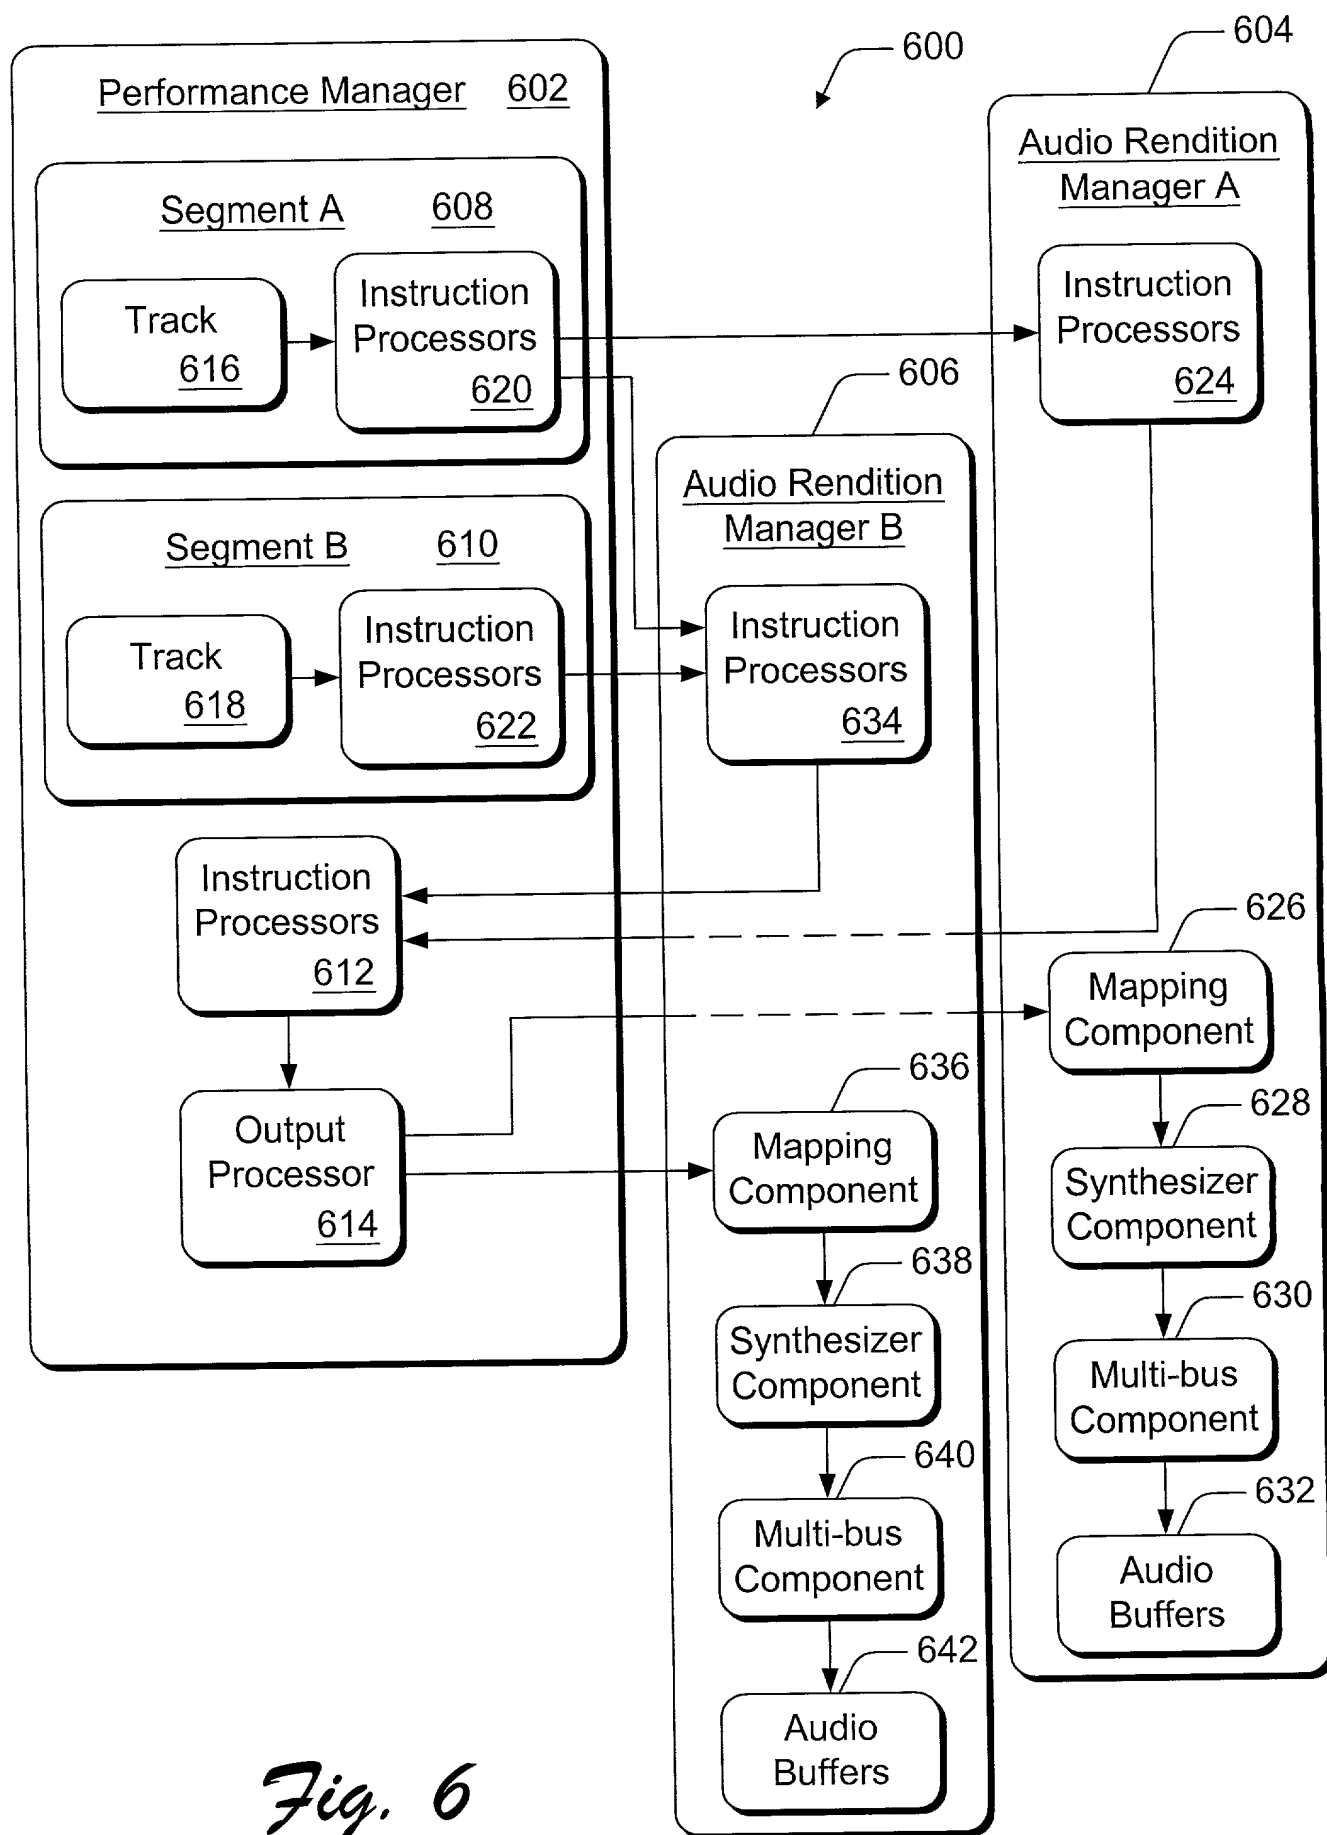 600
604
Performance Manager 602
Segment A 608
Track
616
Instruction
Processors
620
Segment B 610
Track
618
Instruction
Processors
622
Instruction
Processors
612
Output
Processor
614
606
Audio Rendition
Manager B
Instruction
Processors
634
636
Mapping
Component
638
Synthesizer
Component
640
Multi-bus
Component
642
Audio
Buffers
Audio Rendition
Manager A
Instruction
Processors
624
626
Mapping
Component
628
Synthesizer
Component
630
Multi-bus
Component
632
Audio
Buffers
Fig. 6